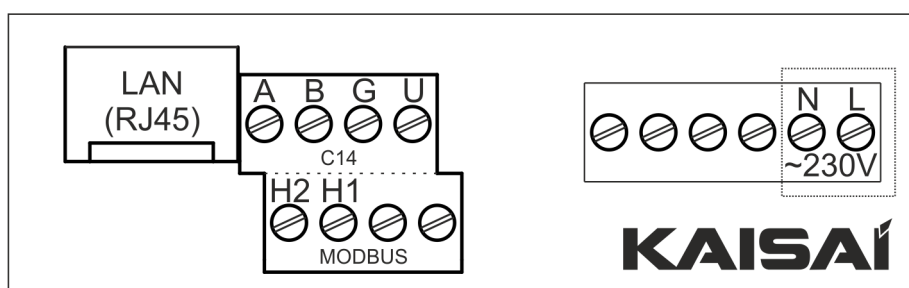 LAN
(RJ45)
A B G U
C14
H2 H1
MODBUS
N L
~230V
KAISAI